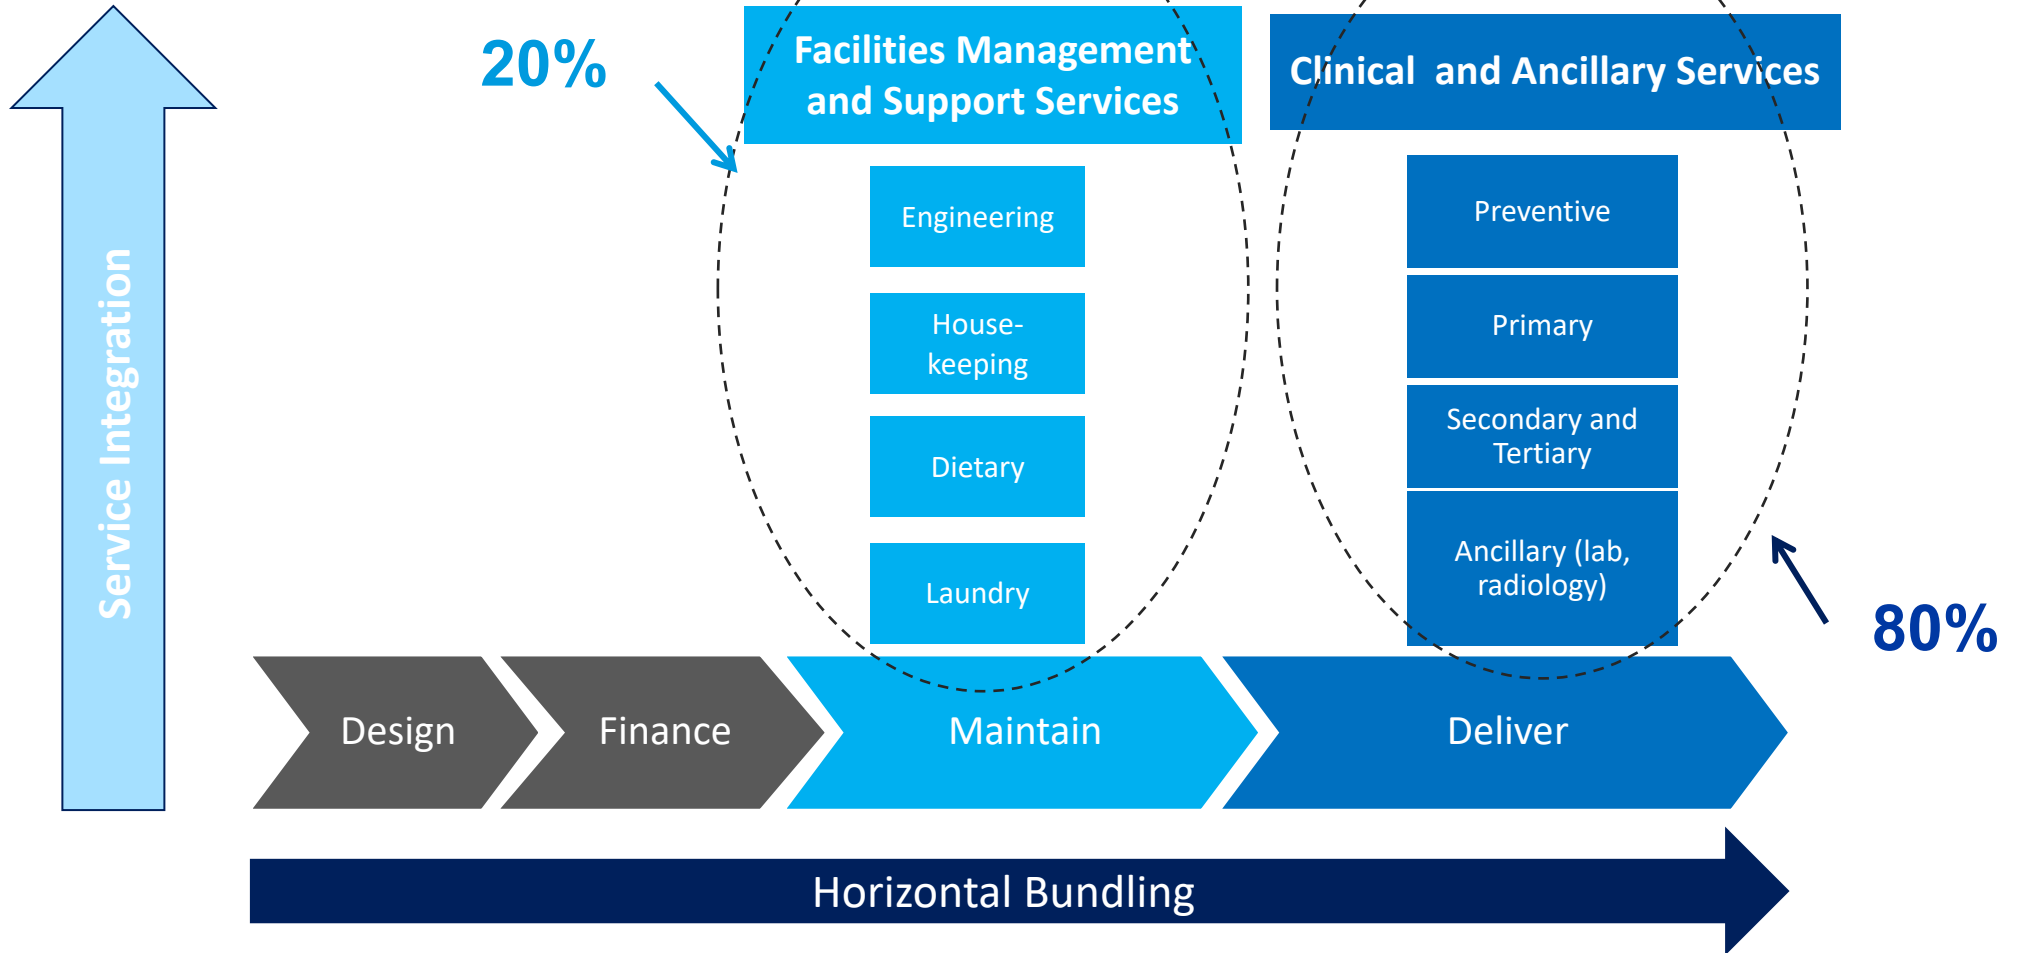 Service Integration
20%
Facilities Management
and Support Services
Engineering
House-
keeping
Dietary
Laundry
Clinical  and Ancillary Services
Preventive
Primary
Secondary and
Tertiary
Ancillary (lab,
radiology)
80%
Design
Finance
Maintain
Deliver
Horizontal Bundling